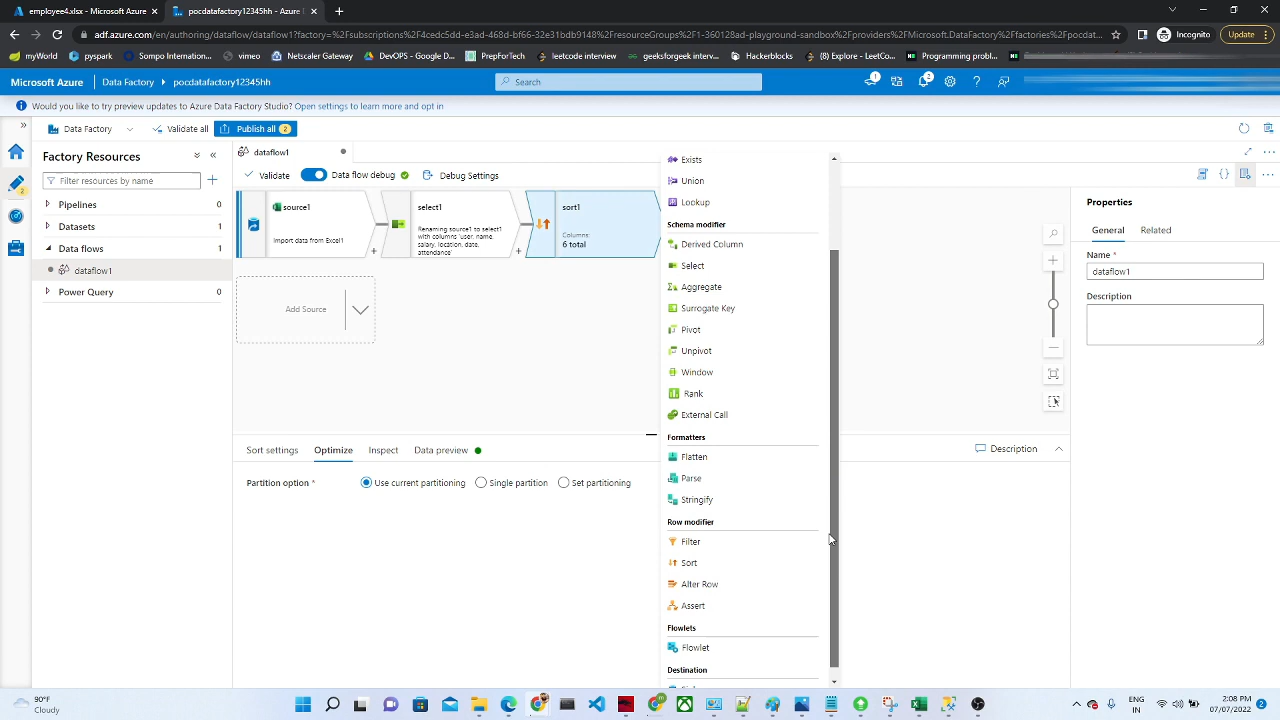 employe4.xlsx - Microsoft Azure
pocdatafactory12345hh - Azure
adf.azure.com/en/authoring/dataflow/dataflow1?factory=%2Fsubscriptions%2F4cedc5dd-e3ad-468d-bf66-32e31bdb9148%2FresourceGroups%2F1-360128ad-playground-sandbox%2Fproviders%2FMicrosoft.DataFactory%2Ffactories%2Fpocdat...
Incognito
Update
myWorld
pyspark
Sompo Internation...
Netscaler Gateway
DevOPS - Google D...
PrepForTech
leetcode interview
geeksforgeek interv...
Hackerblocks
(8) Explore - LeetCo...
Programming probl...
Microsoft Azure
Data Factory
pocdatafactory12345hh
Search
1
2
Would you like to try preview updates to Azure Data Factory Studio? Open settings to learn more and opt in
Data Factory
Validate all
Publish all 2
Factory Resources
dataflow1
Filter resources by name
Validate
Data flow debug
Debug Settings
Pipelines 0
Datasets 1
Data flows 1
dataflow1
Power Query 0
source1
Import data from Excel1
select1
Renaming source1 to select1 with columns 'user, name, salary, location, date, attendance'
sort1
Columns:
6 total
Add Source
Exists
Union
Lookup
Schema modifier
Derived Column
Select
Aggregate
Surrogate Key
Pivot
Unpivot
Window
Rank
External Call
Formatters
Flatten
Parse
Stringify
Row modifier
Filter
Sort
Alter Row
Assert
Flowlets
Flowlet
Destination
Properties
General
Related
Name *
dataflow1
Description
Sort settings
Optimize
Inspect
Data preview
Description
Partition option *
Use current partitioning
Single partition
Set partitioning
90°F
Cloudy
ENG
IN
2:08 PM
07/07/2022